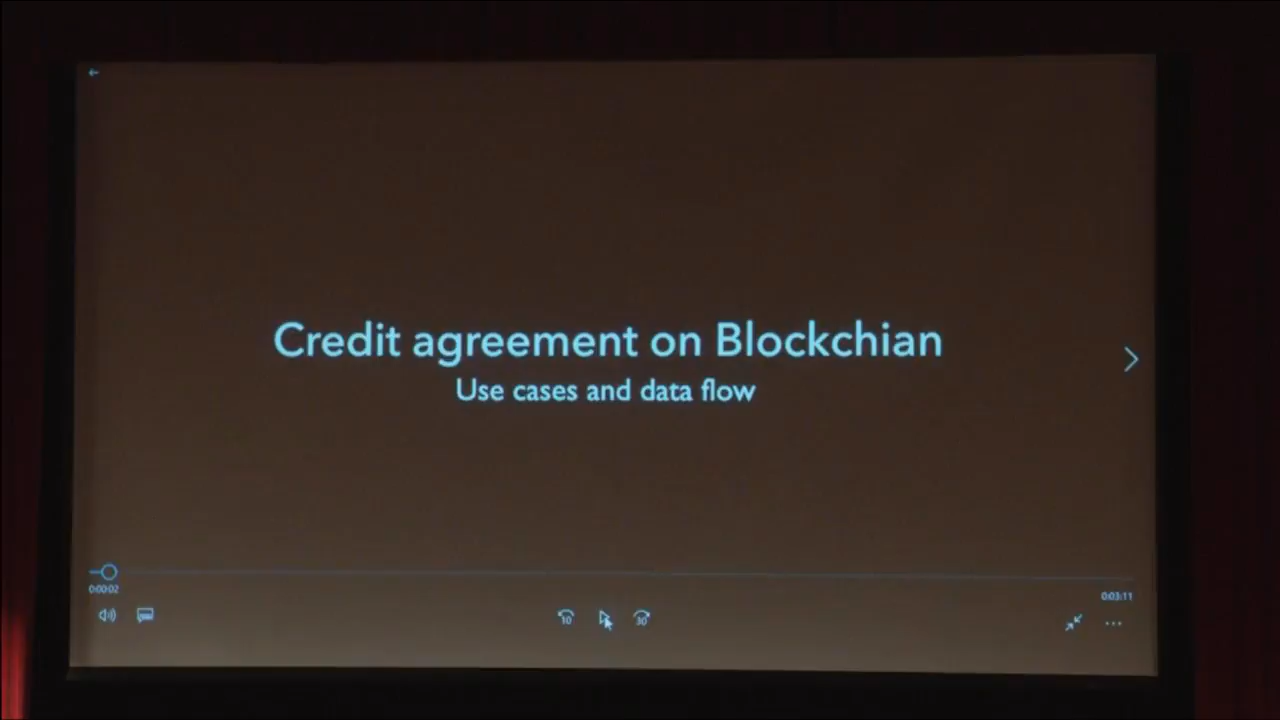 Credit agreement on Blockchian
Use cases and data flow
0:00:02
0:03:11
10
30